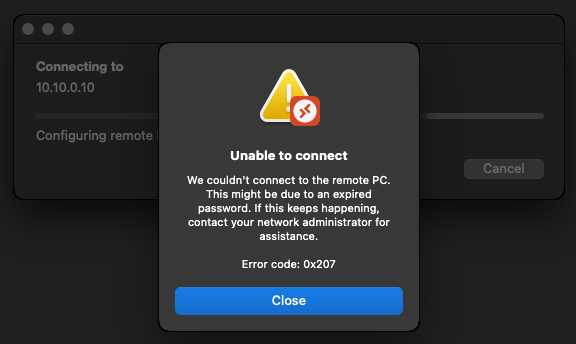 Connecting to
10.10.0.10
Configuring remote
Cancel
Unable to connect
We couldn't connect to the remote PC.
This might be due to an expired
password. If this keeps happening,
contact your network administrator for
assistance.
Error code: 0x207
Close